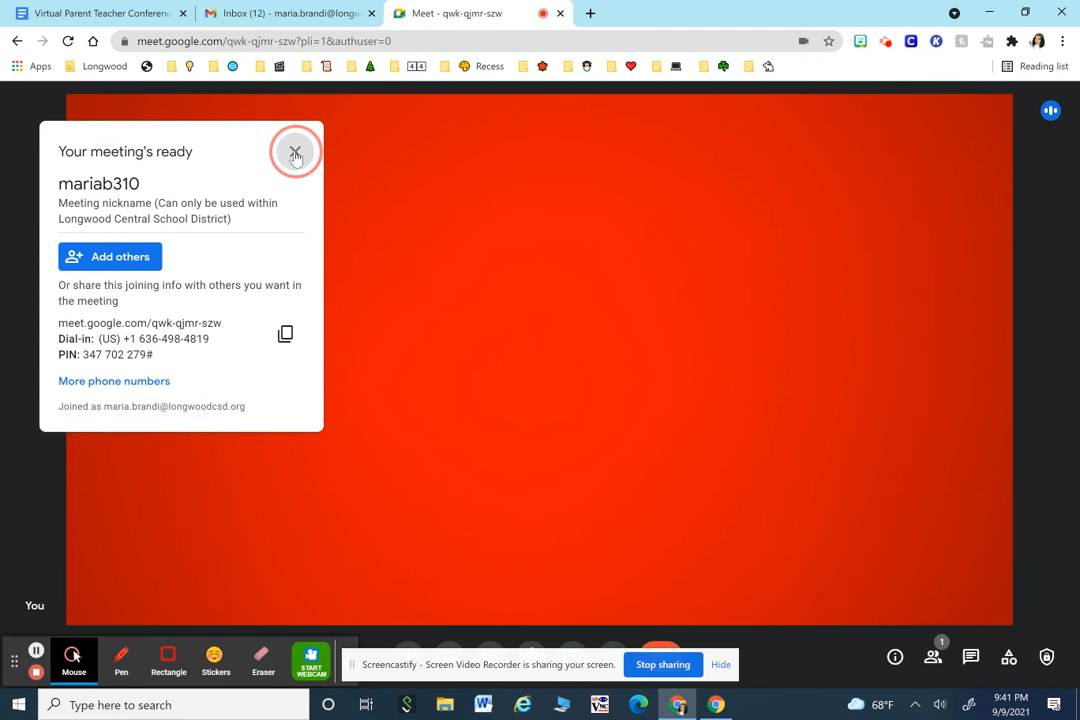 Virtual Parent Teacher Conferenc
Inbox (12) - maria.brandi@longw
Meet - qwk-qjmr-szw
meet.google.com/qwk-qjmr-szw?pli=1&authuser=0
Apps
Longwood
Recess
Reading list
Your meeting's ready
mariab310
Meeting nickname (Can only be used within
Longwood Central School District)
Add others
Or share this joining info with others you want in
the meeting
meet.google.com/qwk-qjmr-szw
Dial-in: (US) +1 636-498-4819
PIN: 347 702 279#
More phone numbers
Joined as maria.brandi@longwoodcsd.org
You
1
Mouse
Pen
Rectangle
Stickers
Eraser
START
WEBCAM
Screencastify - Screen Video Recorder is sharing your screen.
Stop sharing
Hide
Type here to search
68°F
9:41 PM
9/9/2021